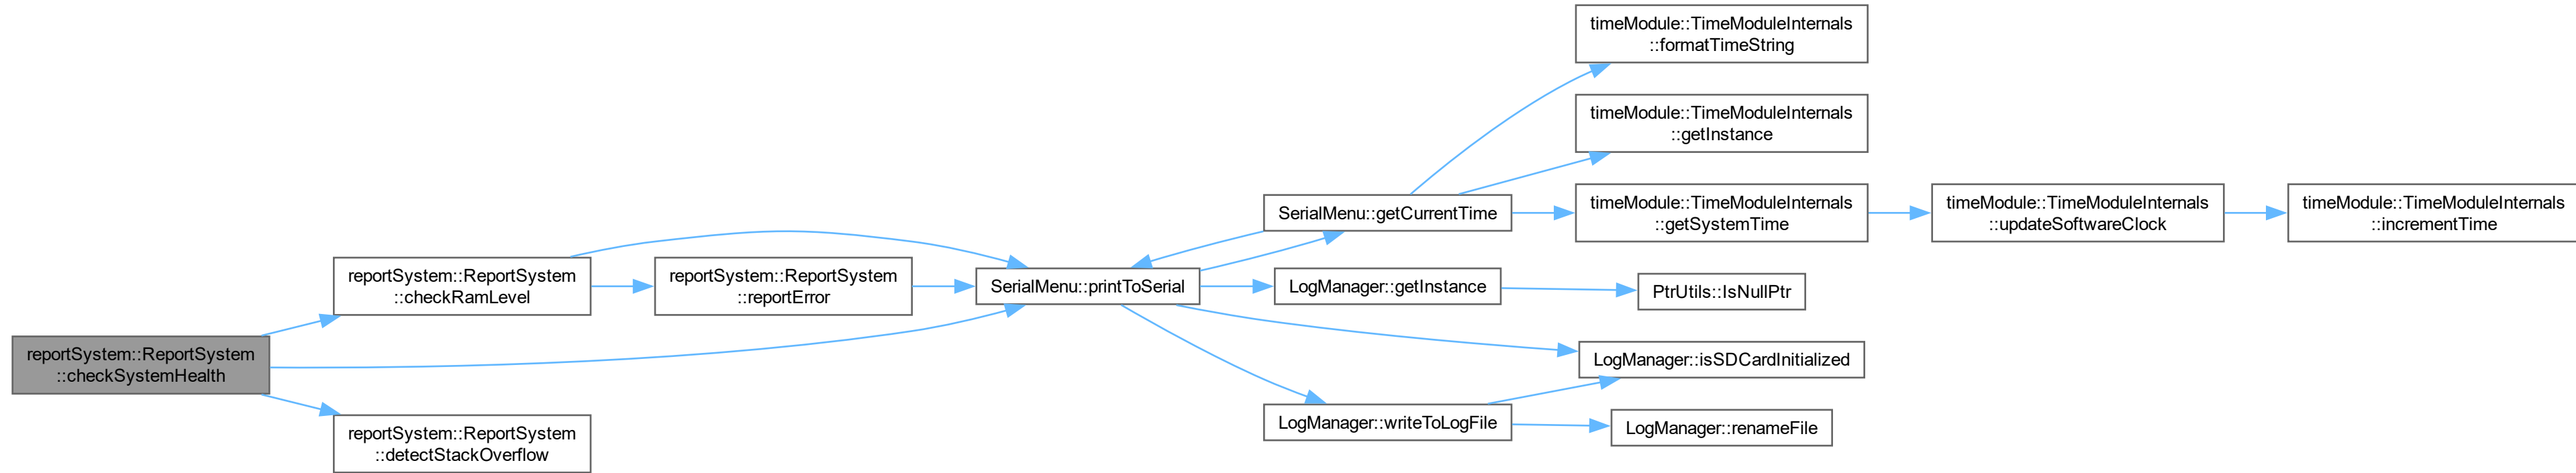 reportSystem::ReportSystem
::checkSystemHealth
reportSystem::ReportSystem
::checkRamLevel
reportSystem::ReportSystem
::detectStackOverflow
reportSystem::ReportSystem
::reportError
SerialMenu::printToSerial
SerialMenu::getCurrentTime
LogManager::getInstance
LogManager::writeToLogFile
timeModule::TimeModuleInternals
::formatTimeString
timeModule::TimeModuleInternals
::getInstance
timeModule::TimeModuleInternals
::getSystemTime
PtrUtils::IsNullPtr
LogManager::isSDCardInitialized
LogManager::renameFile
timeModule::TimeModuleInternals
::updateSoftwareClock
timeModule::TimeModuleInternals
::incrementTime